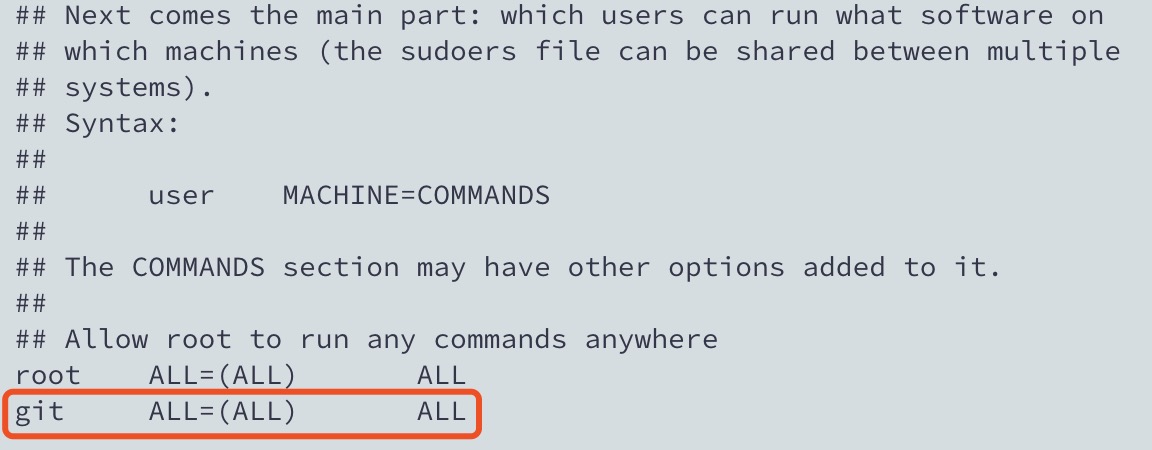 ## Next comes the main part: which users can run what software on
## which machines (the sudoers file can be shared between multiple
## systems).
## Syntax:
##
##      user    MACHINE=COMMANDS
##
## The COMMANDS section may have other options added to it.
##
## Allow root to run any commands anywhere
root    ALL=(ALL)       ALL
git     ALL=(ALL)       ALL